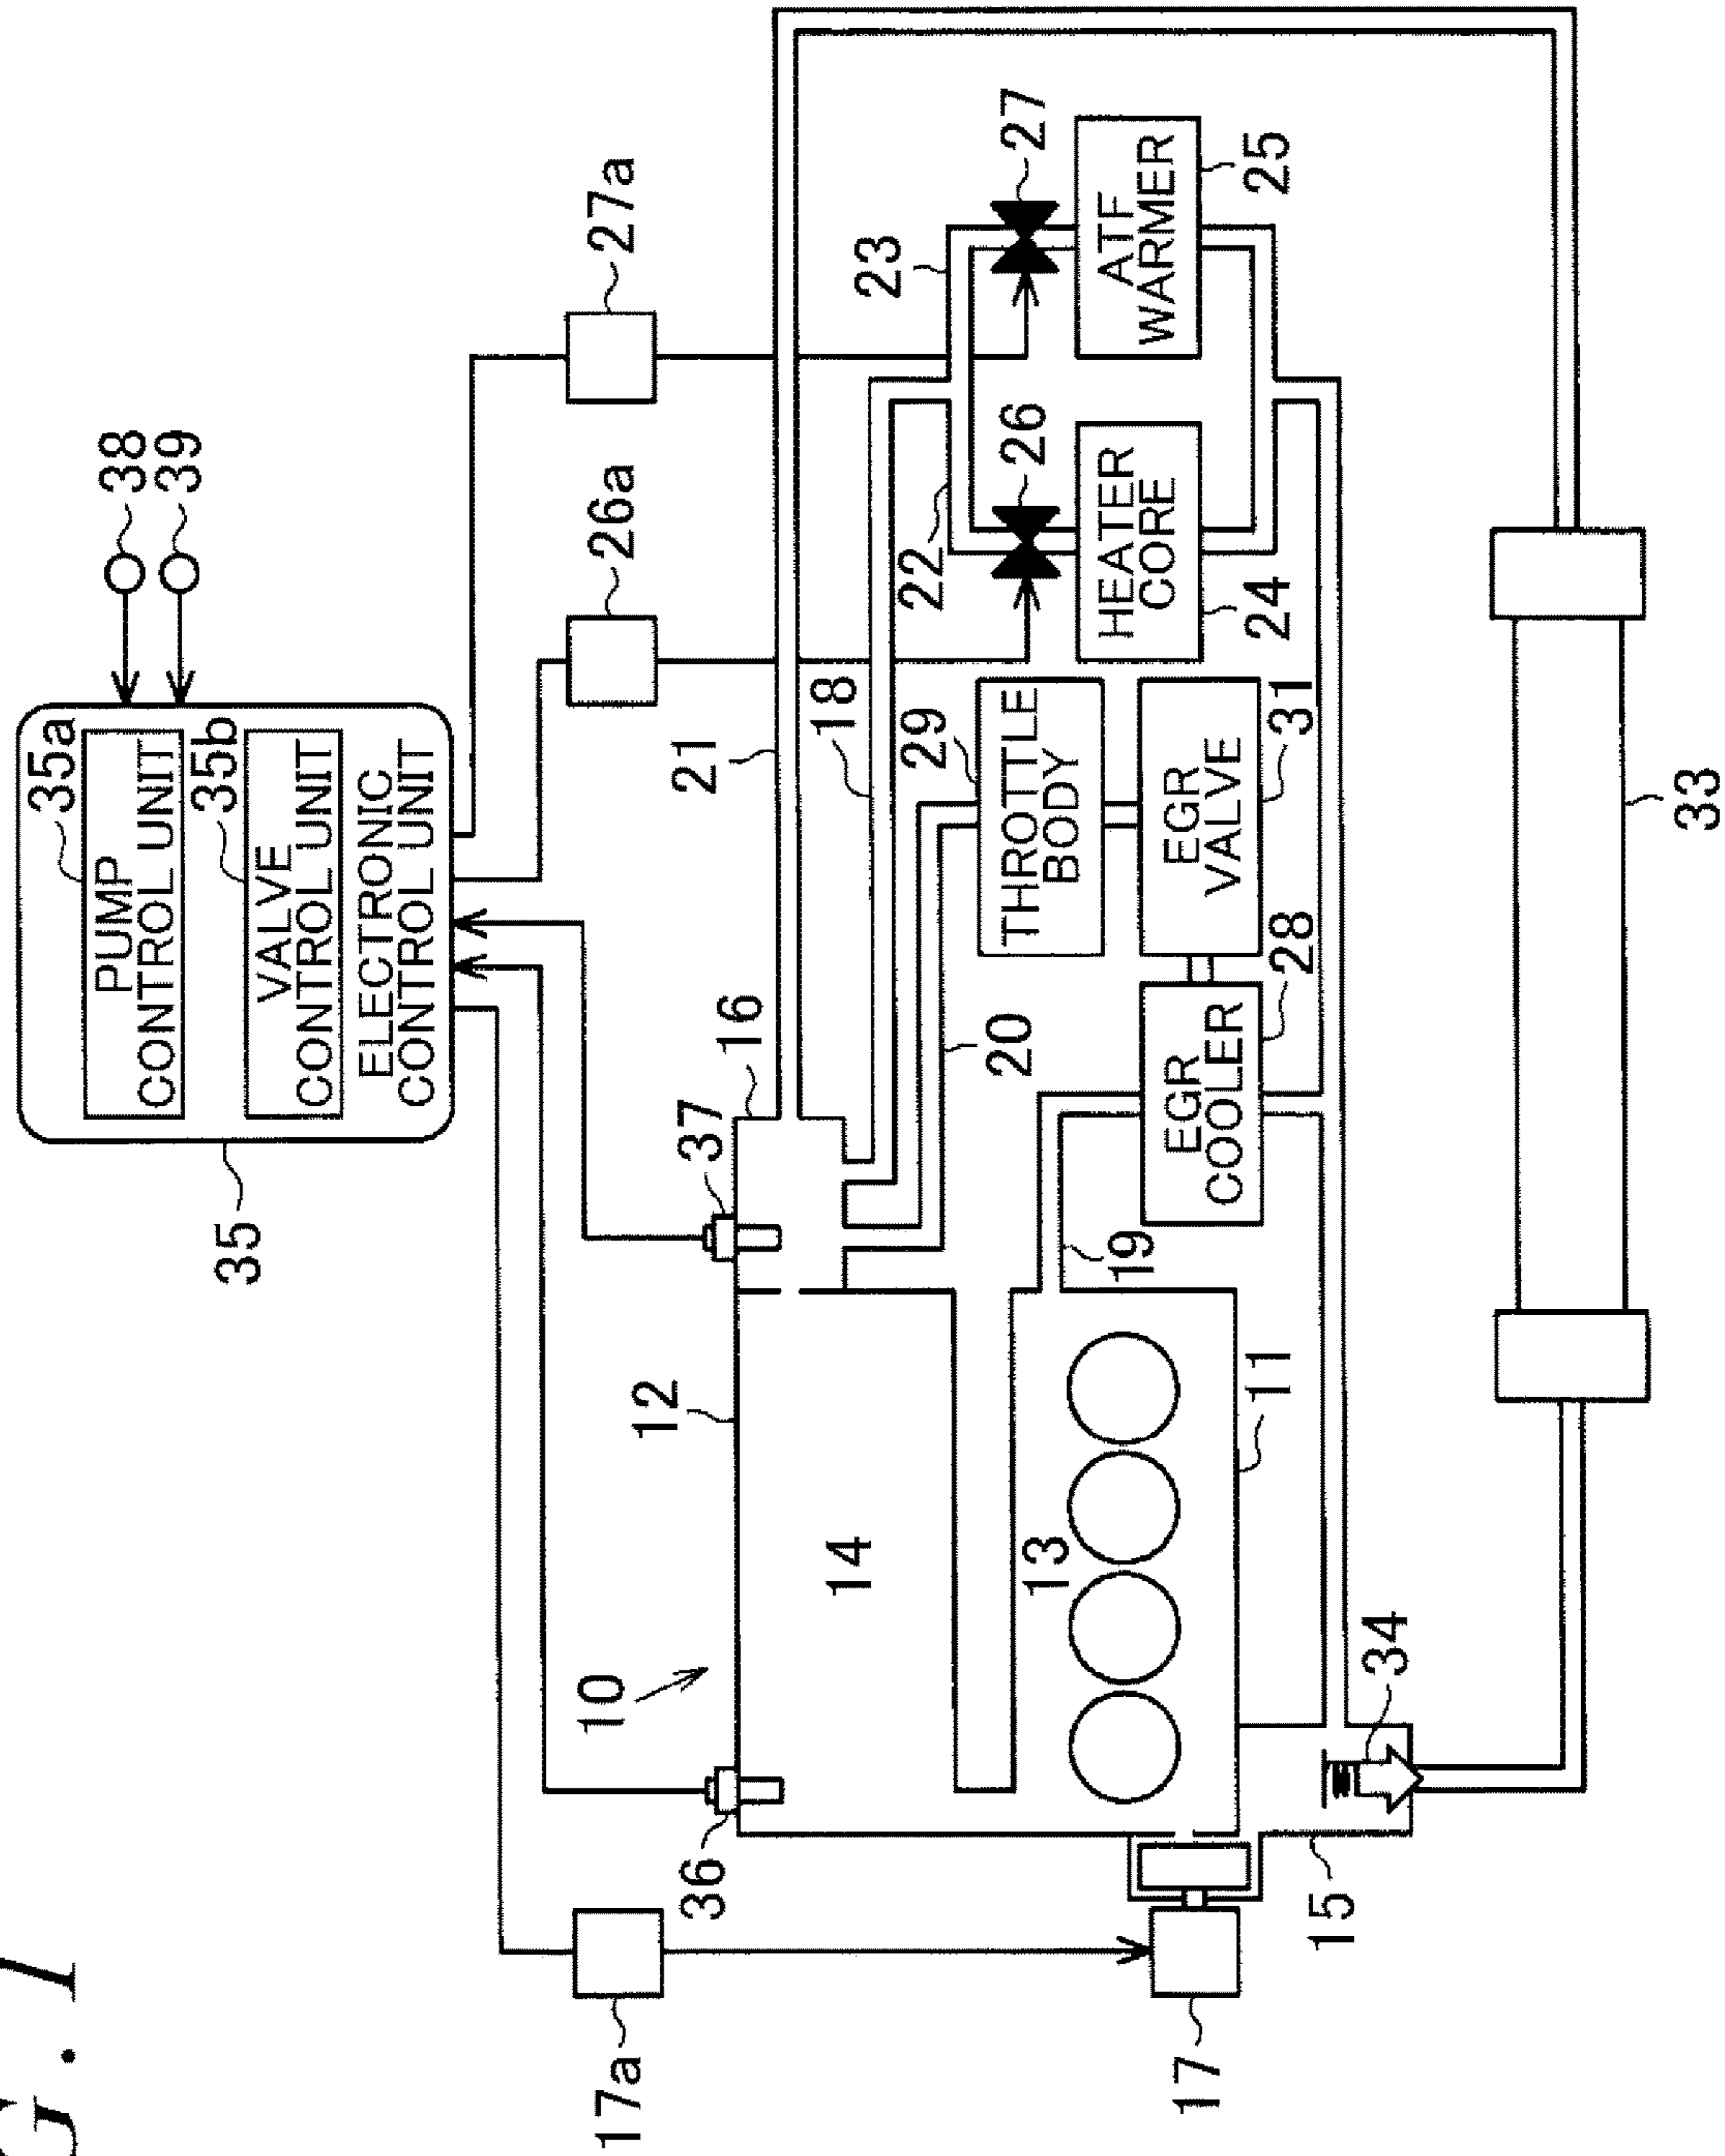 G. 1
35a
PUMP
CONTROL UNIT
35b
VALVE
CONTROL UNIT
ELECTRONIC
CONTROL UNIT
35
38
39
17a
26a
27a
10
12
36
37
16
21
18
14
22
23
29
20
26
27
13
THROTTLE
BODY
HEATER
CORE
24
ATF
WARMER
25
19
EGR
COOLER
28
EGR
VALVE
31
17
11
15
34
33